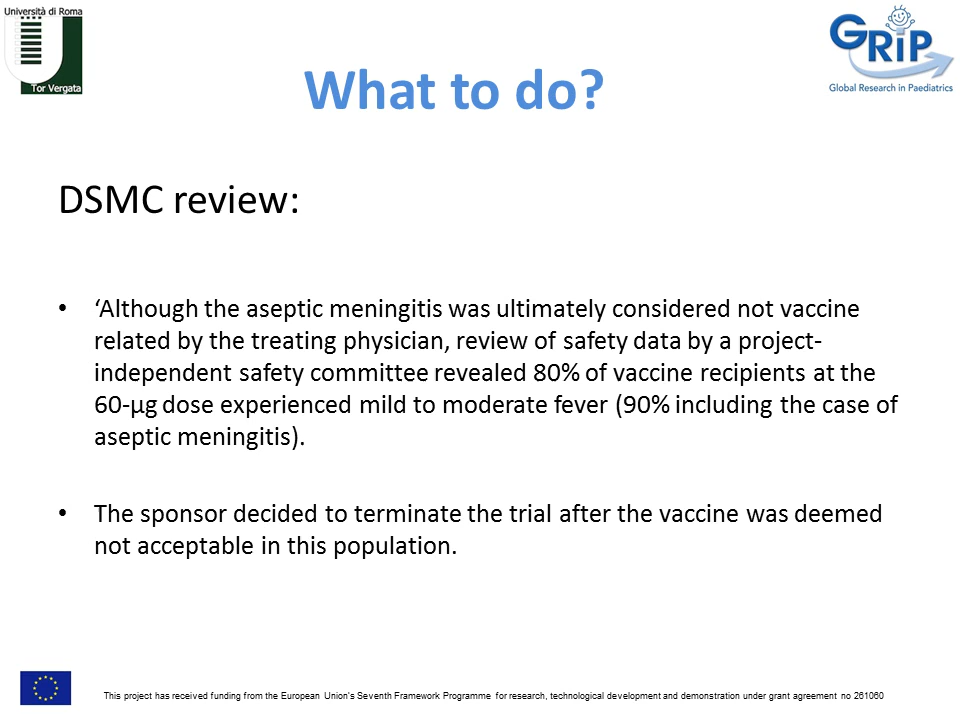 Università di Roma
Tor Vergata
GRiP
Global Research in Paediatrics
What to do?
DSMC review:
• ‘Although the aseptic meningitis was ultimately considered not vaccine
related by the treating physician, review of safety data by a project-
independent safety committee revealed 80% of vaccine recipients at the
60-μg dose experienced mild to moderate fever (90% including the case of
aseptic meningitis).
• The sponsor decided to terminate the trial after the vaccine was deemed
not acceptable in this population.
This project has received funding from the European Union's Seventh Framework Programme for research, technological development and demonstration under grant agreement no 261060